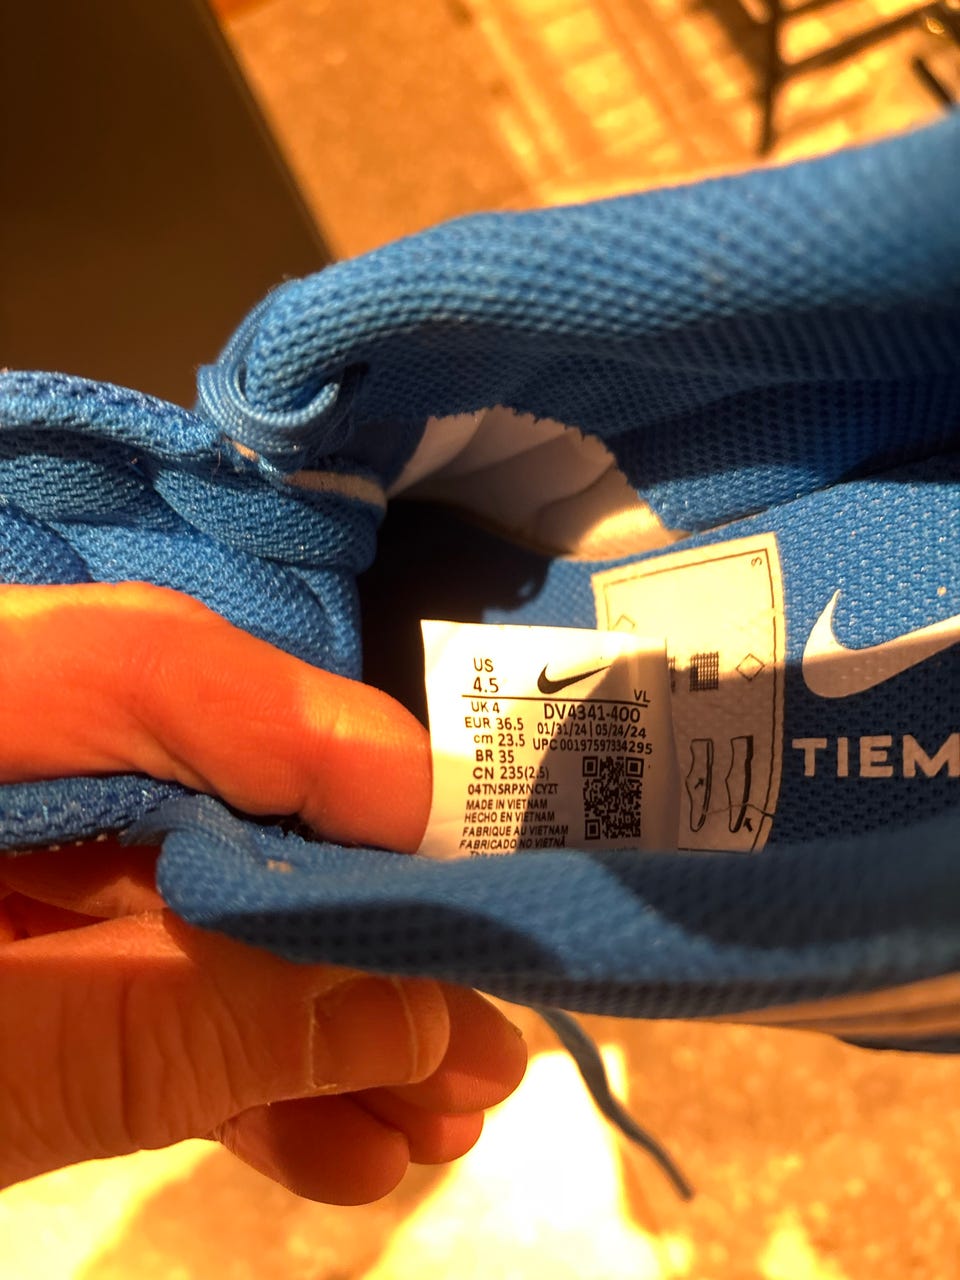 US
4.5
VL
UK 4
DV4341-400
EUR 36.5
01/31/24 | 05/24/24
cm 23.5
UPC 00197597334295
BR 35
CN 235(2.5)
04TNSRPXNCYZT
MADE IN VIETNAM
HECHO EN VIETNAM
FABRIQUE AU VIETNAM
FABRICADO NO VIETNÃ
TIEM